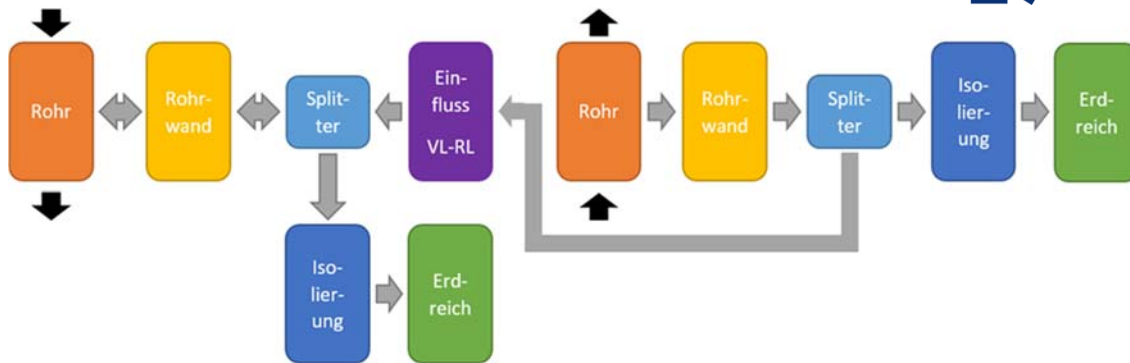 Rohr
Rohr-
wand
Split-
ter
Ein-
fluss
VL-RL
Rohr
Rohr-
wand
Split-
ter
Iso-
lier-
ung
Erd-
reich
Iso-
lier-
ung
Erd-
reich